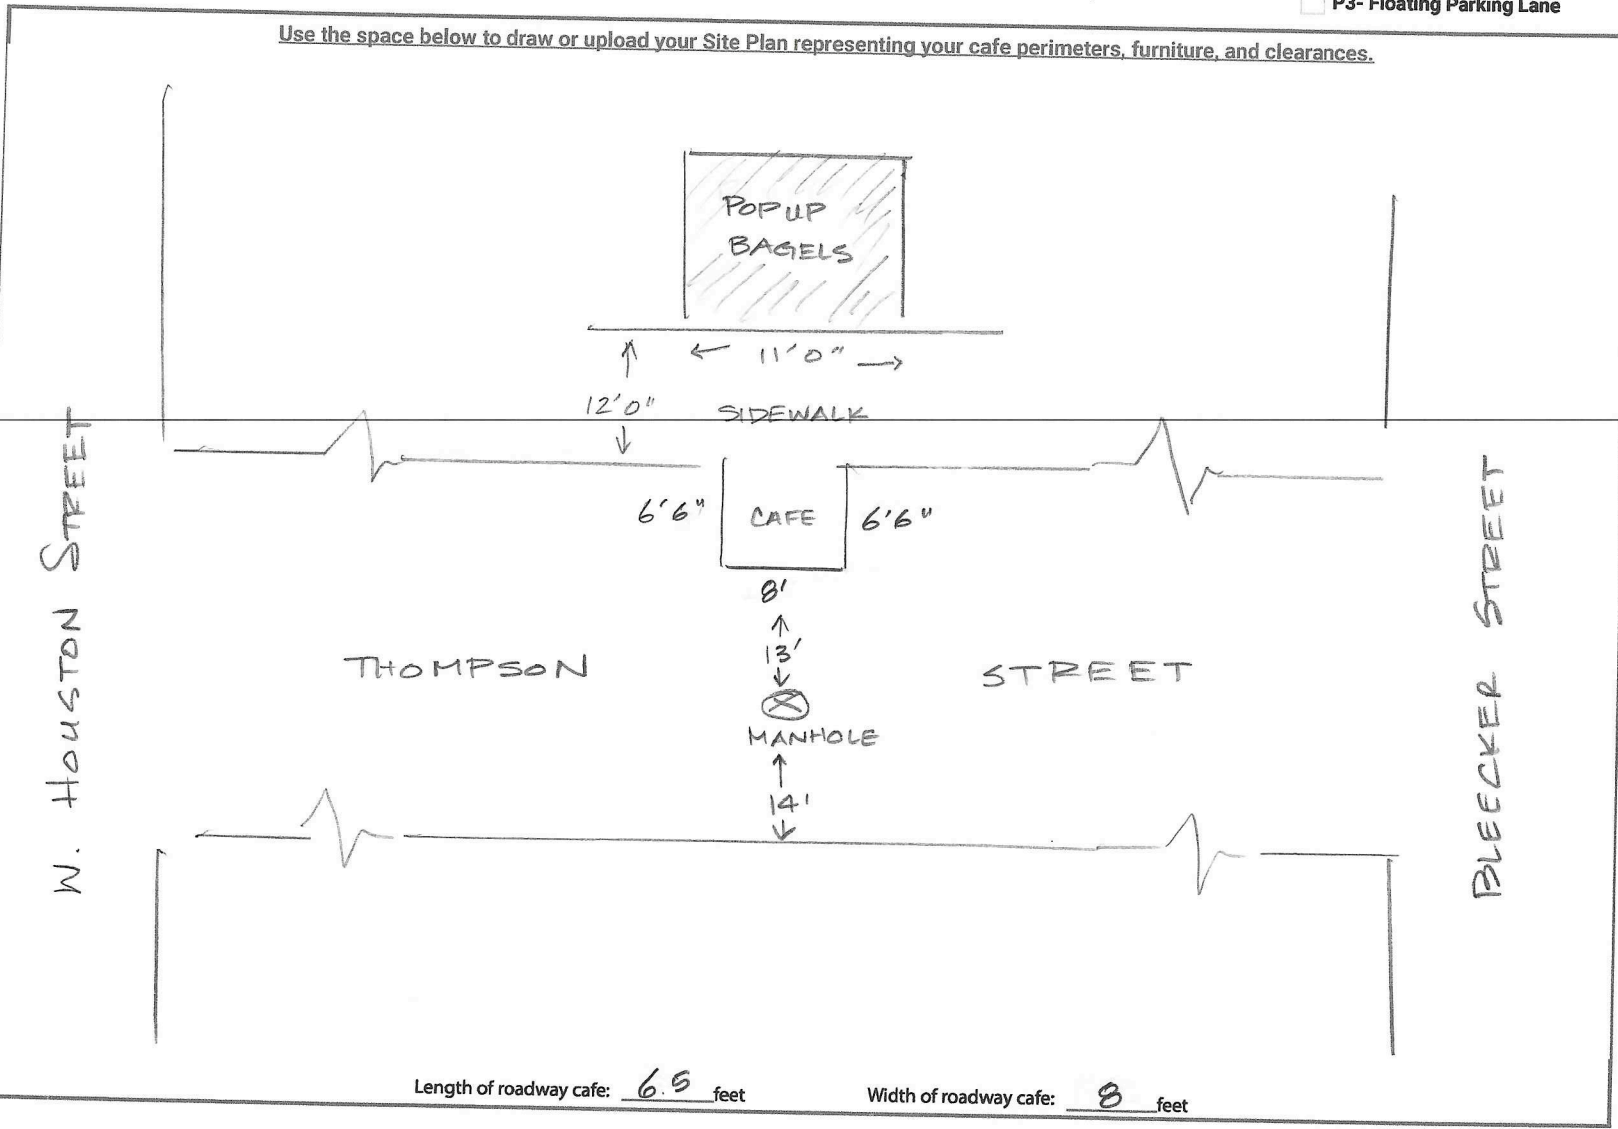 P3- Floating Parking Lane
Use the space below to draw or upload your Site Plan representing your cafe perimeters, furniture, and clearances.
POPUP
BAGELS
11'0"
12'0"
SIDEWALK
6'6"
CAFE
6'6"
8'
13'
THOMPSON STREET
MANHOLE
14'
W. HOUSTON STREET
BLEECKER STREET
Length of roadway cafe: 6.5 feet
Width of roadway cafe: 8 feet